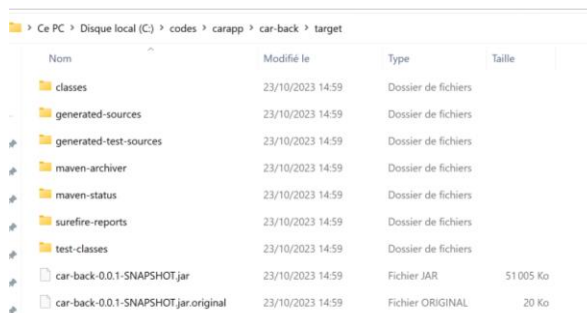 > Ce PC > Disque local (C:) > codes > carapp > car-back > target
Nom Modifié le Type Taille
classes 23/10/2023 14:59 Dossier de fichiers
generated-sources 23/10/2023 14:59 Dossier de fichiers
generated-test-sources 23/10/2023 14:59 Dossier de fichiers
maven-archiver 23/10/2023 14:59 Dossier de fichiers
maven-status 23/10/2023 14:59 Dossier de fichiers
surefire-reports 23/10/2023 14:59 Dossier de fichiers
test-classes 23/10/2023 14:59 Dossier de fichiers
car-back-0.0.1-SNAPSHOT.jar 23/10/2023 14:59 Fichier JAR 51 005 Ko
car-back-0.0.1-SNAPSHOT.jar.original 23/10/2023 14:59 Fichier ORIGINAL 20 Ko